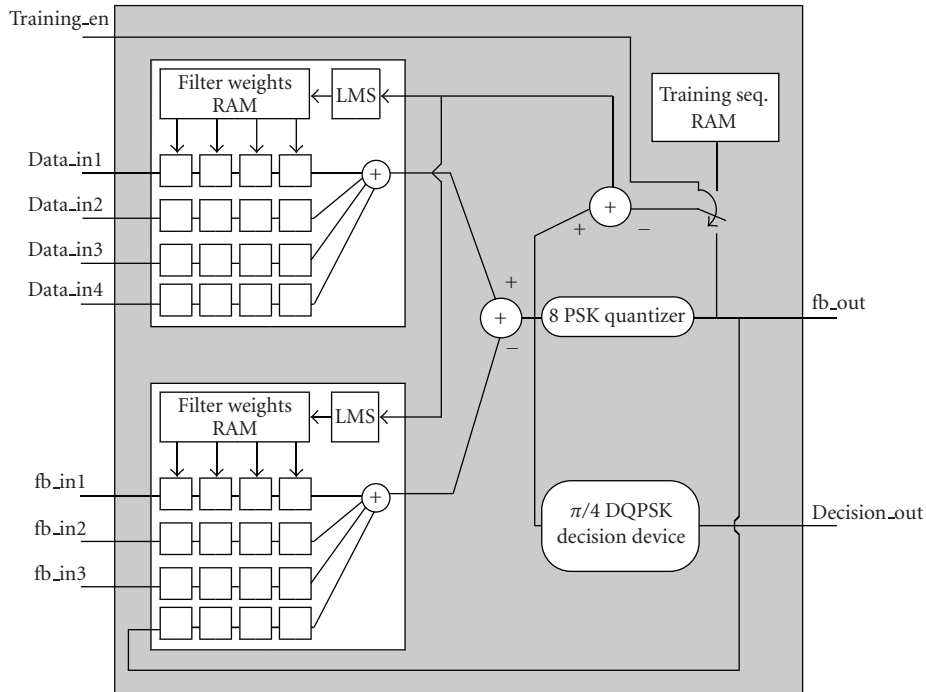 Training_en
Filter weights
RAM
LMS
Training seq.
RAM
Data_in1
+
Data_in2
Data_in3
Data_in4
+
+
−
+
+
−
8 PSK quantizer
fb_out
Filter weights
RAM
LMS
fb_in1
+
fb_in2
fb_in3
π/4 DQPSK
decision device
Decision_out